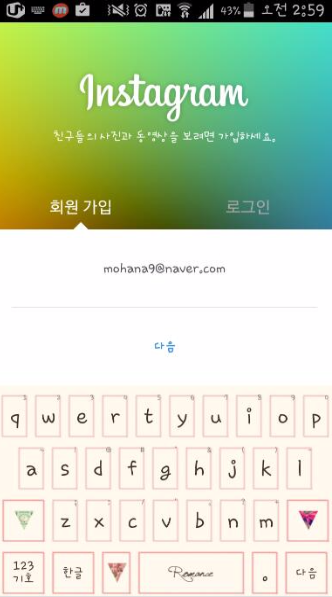 43% 오전 2:59
Instagram
친구들의 사진과 동영상을 보려면 가입하세요.
회원 가입 로그인
mohana9@naver.com
다음
q w e r t y u i o p
a s d f g h j k l
z x c v b n m
123 기호 한글 Romance . 다음